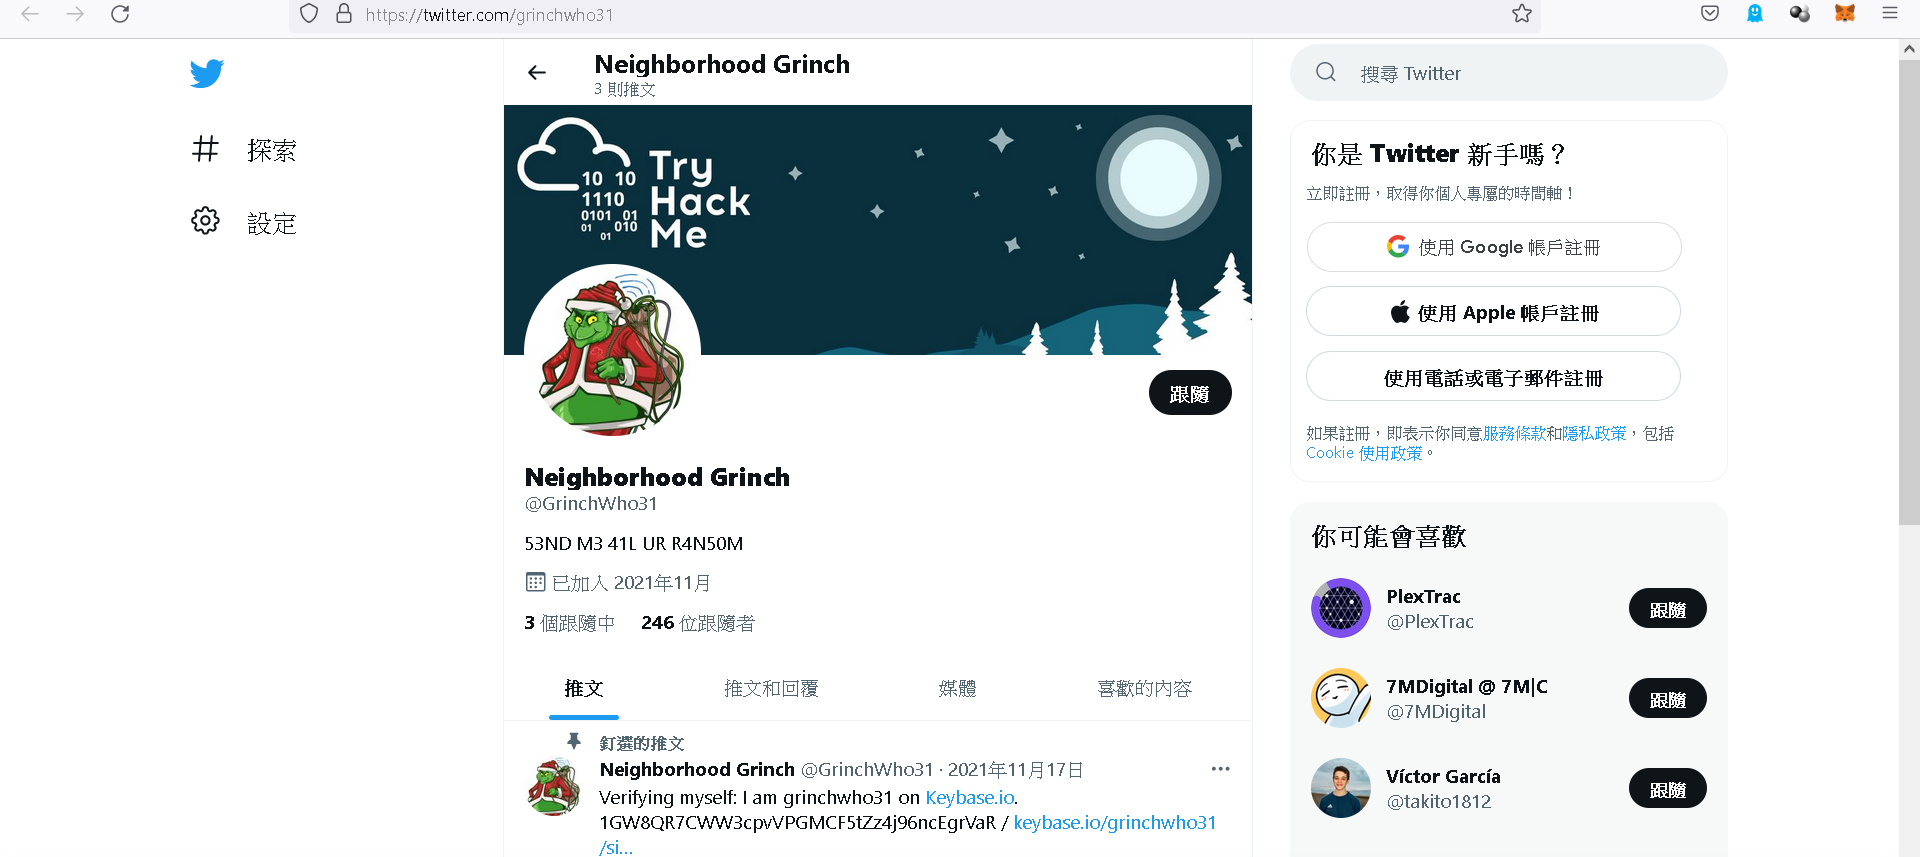 https://twitter.com/grinchwho31
探索
設定
Neighborhood Grinch
3 則推文
10 10
1110
0101 01
01 010
01
Try
Hack
Me
跟隨
Neighborhood Grinch
@GrinchWho31
53ND M3 41L UR R4N50M
已加入 2021年11月
3 個跟隨中 246 位跟隨者
推文 推文和回覆 媒體 喜歡的內容
釘選的推文
Neighborhood Grinch @GrinchWho31 · 2021年11月17日
Verifying myself: I am grinchwho31 on Keybase.io.
1GW8QR7CWW3cpvVPGMCF5tZz4j96ncEgrVaR / keybase.io/grinchwho31
/si…
搜尋 Twitter
你是 Twitter 新手嗎？
立即註冊，取得你個人專屬的時間軸！
使用 Google 帳戶註冊
使用 Apple 帳戶註冊
使用電話或電子郵件註冊
如果註冊，即表示你同意服務條款和隱私政策，包括
Cookie 使用政策。
你可能會喜歡
PlexTrac
@PlexTrac
跟隨
7MDigital @ 7M|C
@7MDigital
跟隨
Víctor García
@takito1812
跟隨